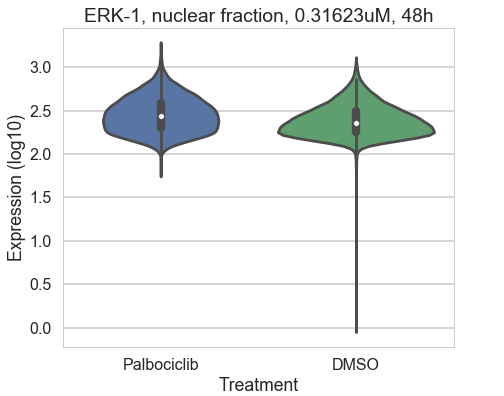 ERK-1, nuclear fraction, 0.31623uM, 48h
Expression (log10)
3.0
2.5
2.0
1.5
1.0
0.5
0.0
Palbociclib DMSO
Treatment